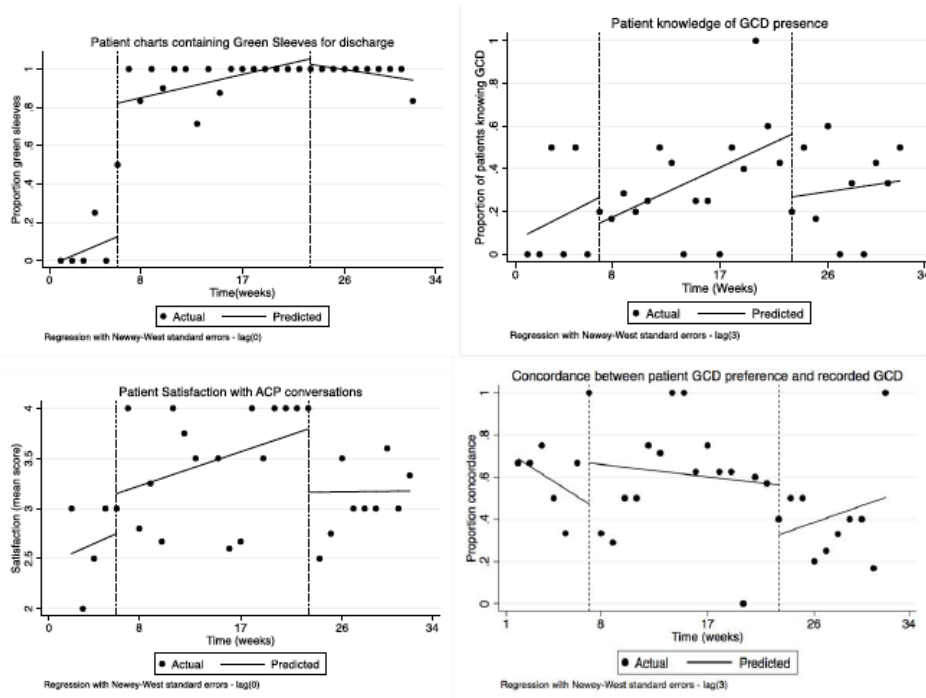 Patient charts containing Green Sleeves for discharge
Proportion green sleeves
0 .2 .4 .6 .8 1
0 8 17 26 34
Time(weeks)
Actual Predicted
Regression with Newey-West standard errors - lag(0)
Patient knowledge of GCD presence
Proportion of patients knowing GCD
0 .2 .4 .6 .8 1
0 8 17 26 34
Time (Weeks)
Actual Predicted
Regression with Newey-West standard errors - lag(3)
Patient Satisfaction with ACP conversations
Satisfaction (mean score)
2 2.5 3 3.5 4
0 8 17 26 34
Time (weeks)
Actual Predicted
Regression with Newey-West standard errors - lag(0)
Concordance between patient GCD preference and recorded GCD
Proportion concordance
0 .2 .4 .6 .8 1
1 8 17 26 34
Time (weeks)
Actual Predicted
Regression with Newey-West standard errors - lag(3)